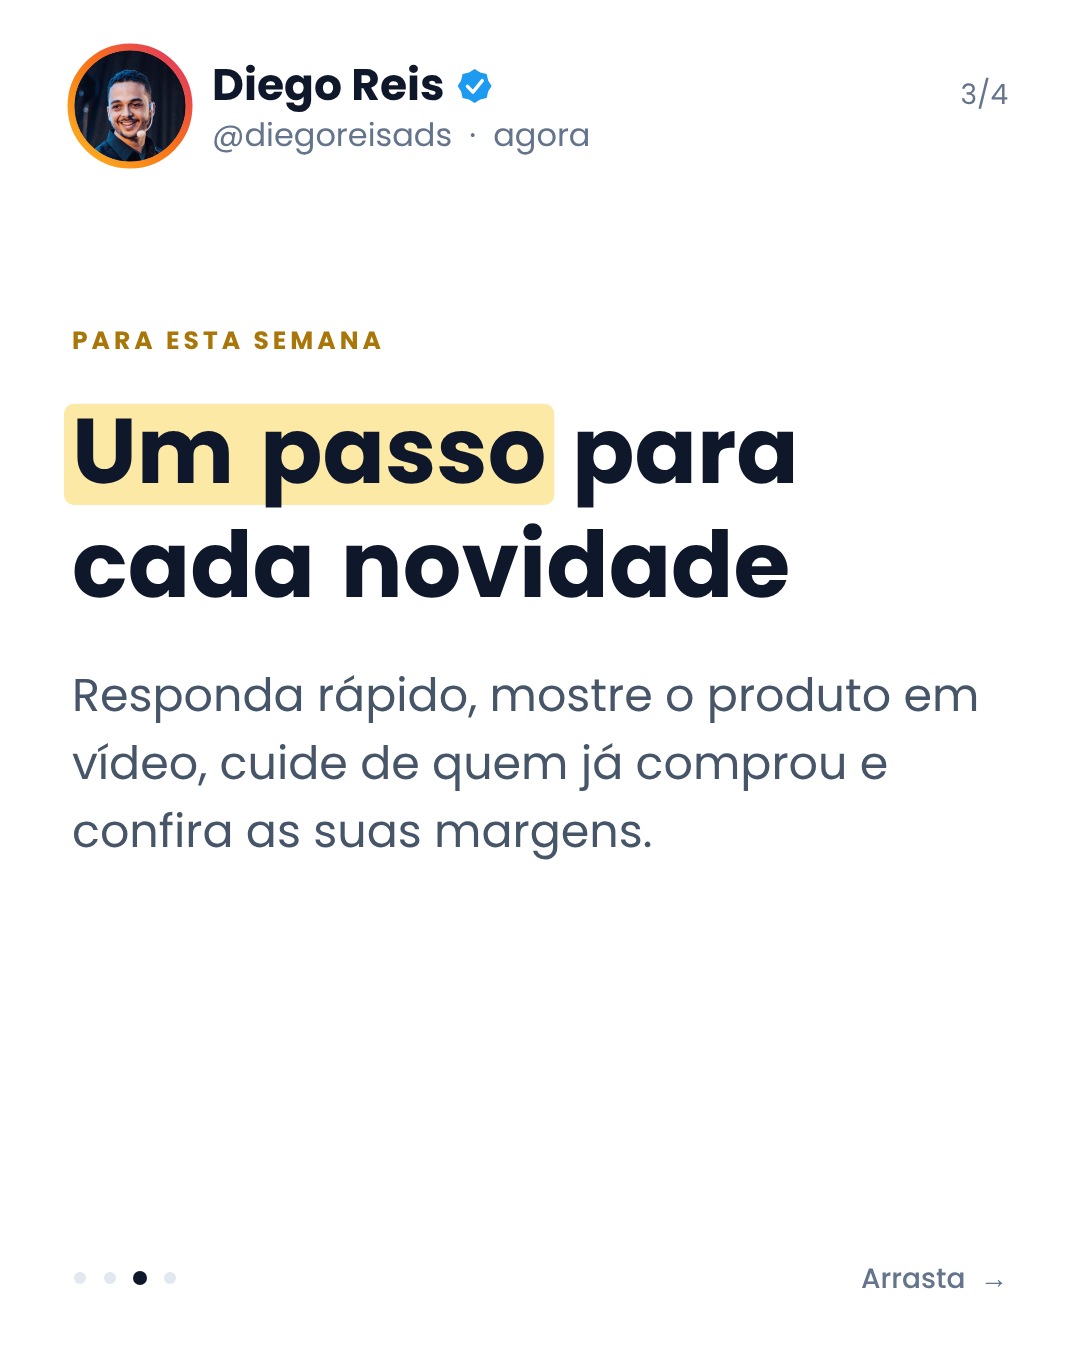 Diego Reis
@diegoreisads · agora
3/4
PARA ESTA SEMANA
Um passo para
cada novidade
Responda rápido, mostre o produto em
vídeo, cuide de quem já comprou e
confira as suas margens.
Arrasta →